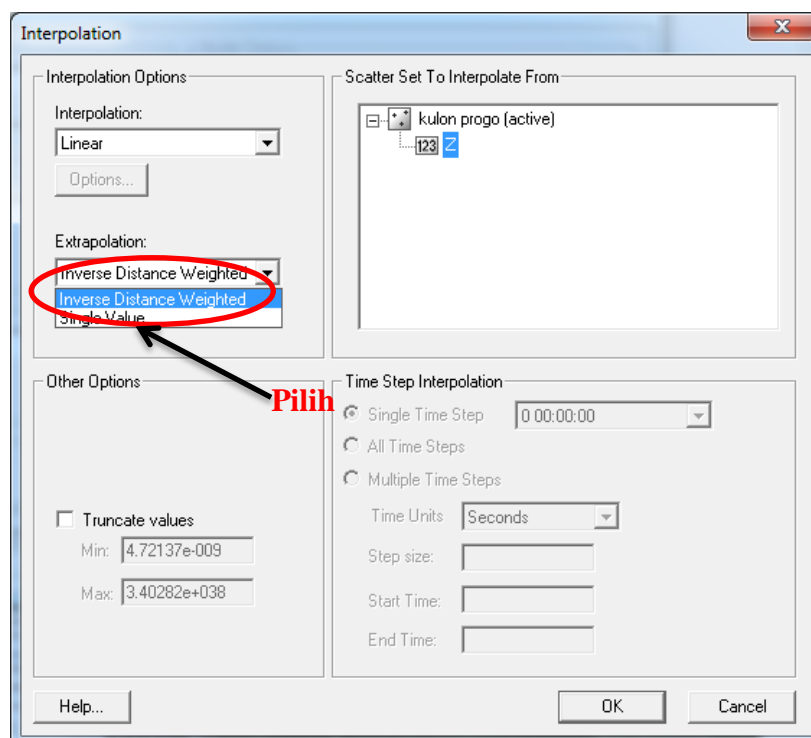 Interpolation
Interpolation Options
Interpolation:
Linear
Options...
Extrapolation:
Inverse Distance Weighted
Inverse Distance Weighted
Single Value
Scatter Set To Interpolate From
kulon progo (active)
123 Z
Other Options
Pilih
Truncate values
Min: 4.72137e-009
Max: 3.40282e+038
Time Step Interpolation
Single Time Step 0 00:00:00
All Time Steps
Multiple Time Steps
Time Units Seconds
Step size:
Start Time:
End Time:
Help...
OK
Cancel